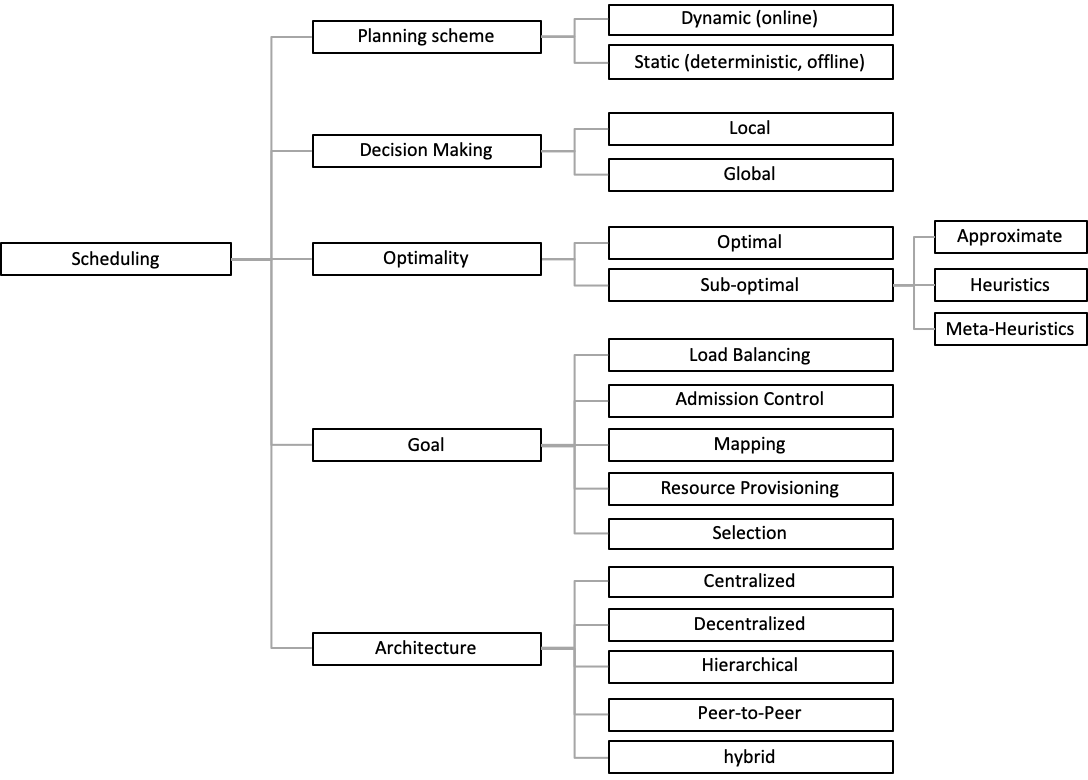 Scheduling
Planning scheme
Dynamic (online)
Static (deterministic, offline)
Decision Making
Local
Global
Optimality
Optimal
Sub-optimal
Approximate
Heuristics
Meta-Heuristics
Goal
Load Balancing
Admission Control
Mapping
Resource Provisioning
Selection
Architecture
Centralized
Decentralized
Hierarchical
Peer-to-Peer
hybrid